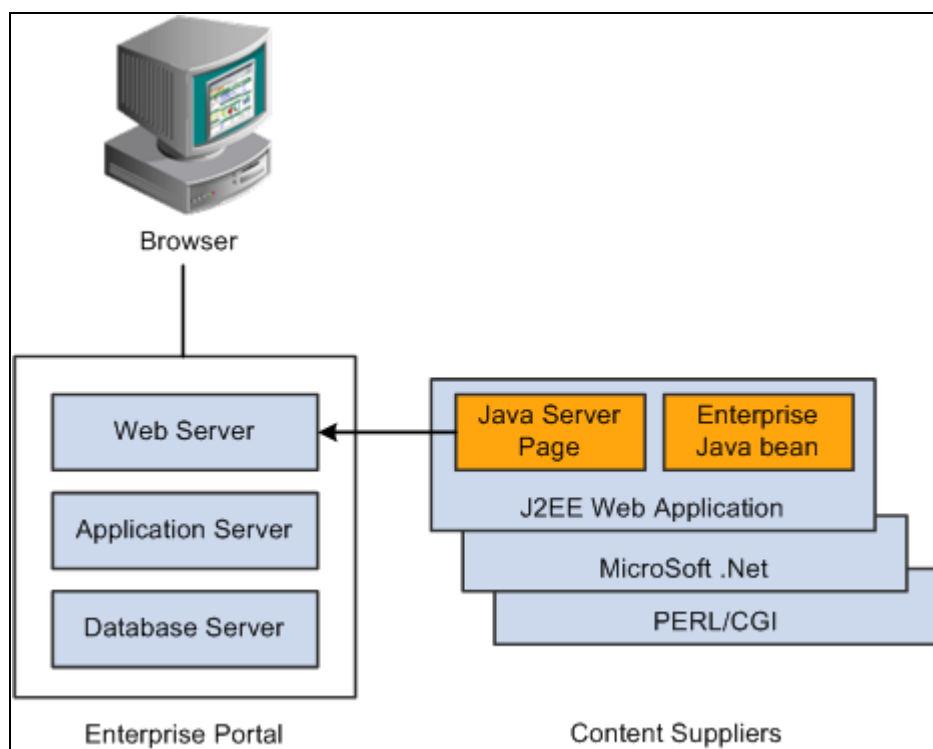 Browser
Web Server
Application Server
Database Server
Enterprise Portal
Java Server
Page
Enterprise
Java bean
J2EE Web Application
MicroSoft .Net
PERL/CGI
Content Suppliers